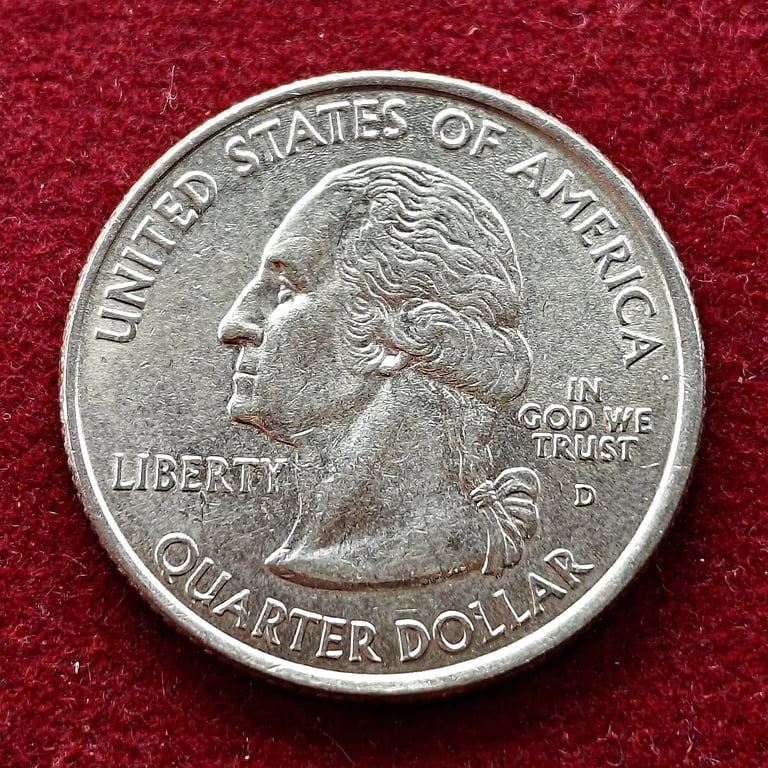 UNITED STATES OF AMERICA
LIBERTY
IN
GOD WE
TRUST
D
QUARTER DOLLAR